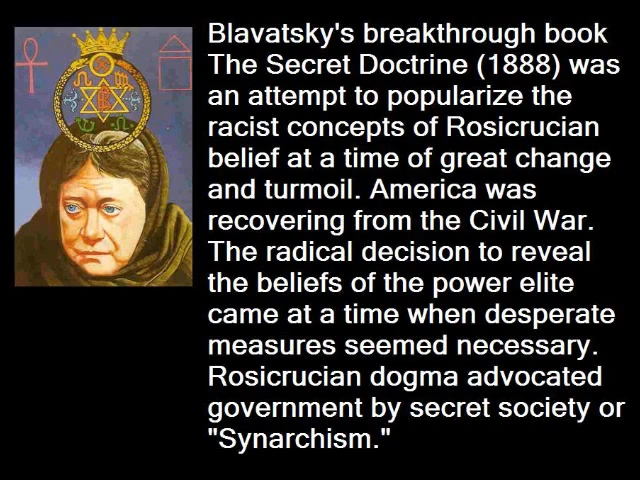 Blavatsky's breakthrough book
The Secret Doctrine (1888) was
an attempt to popularize the
racist concepts of Rosicrucian
belief at a time of great change
and turmoil. America was
recovering from the Civil War.
The radical decision to reveal
the beliefs of the power elite
came at a time when desperate
measures seemed necessary.
Rosicrucian dogma advocated
government by secret society or
"Synarchism."